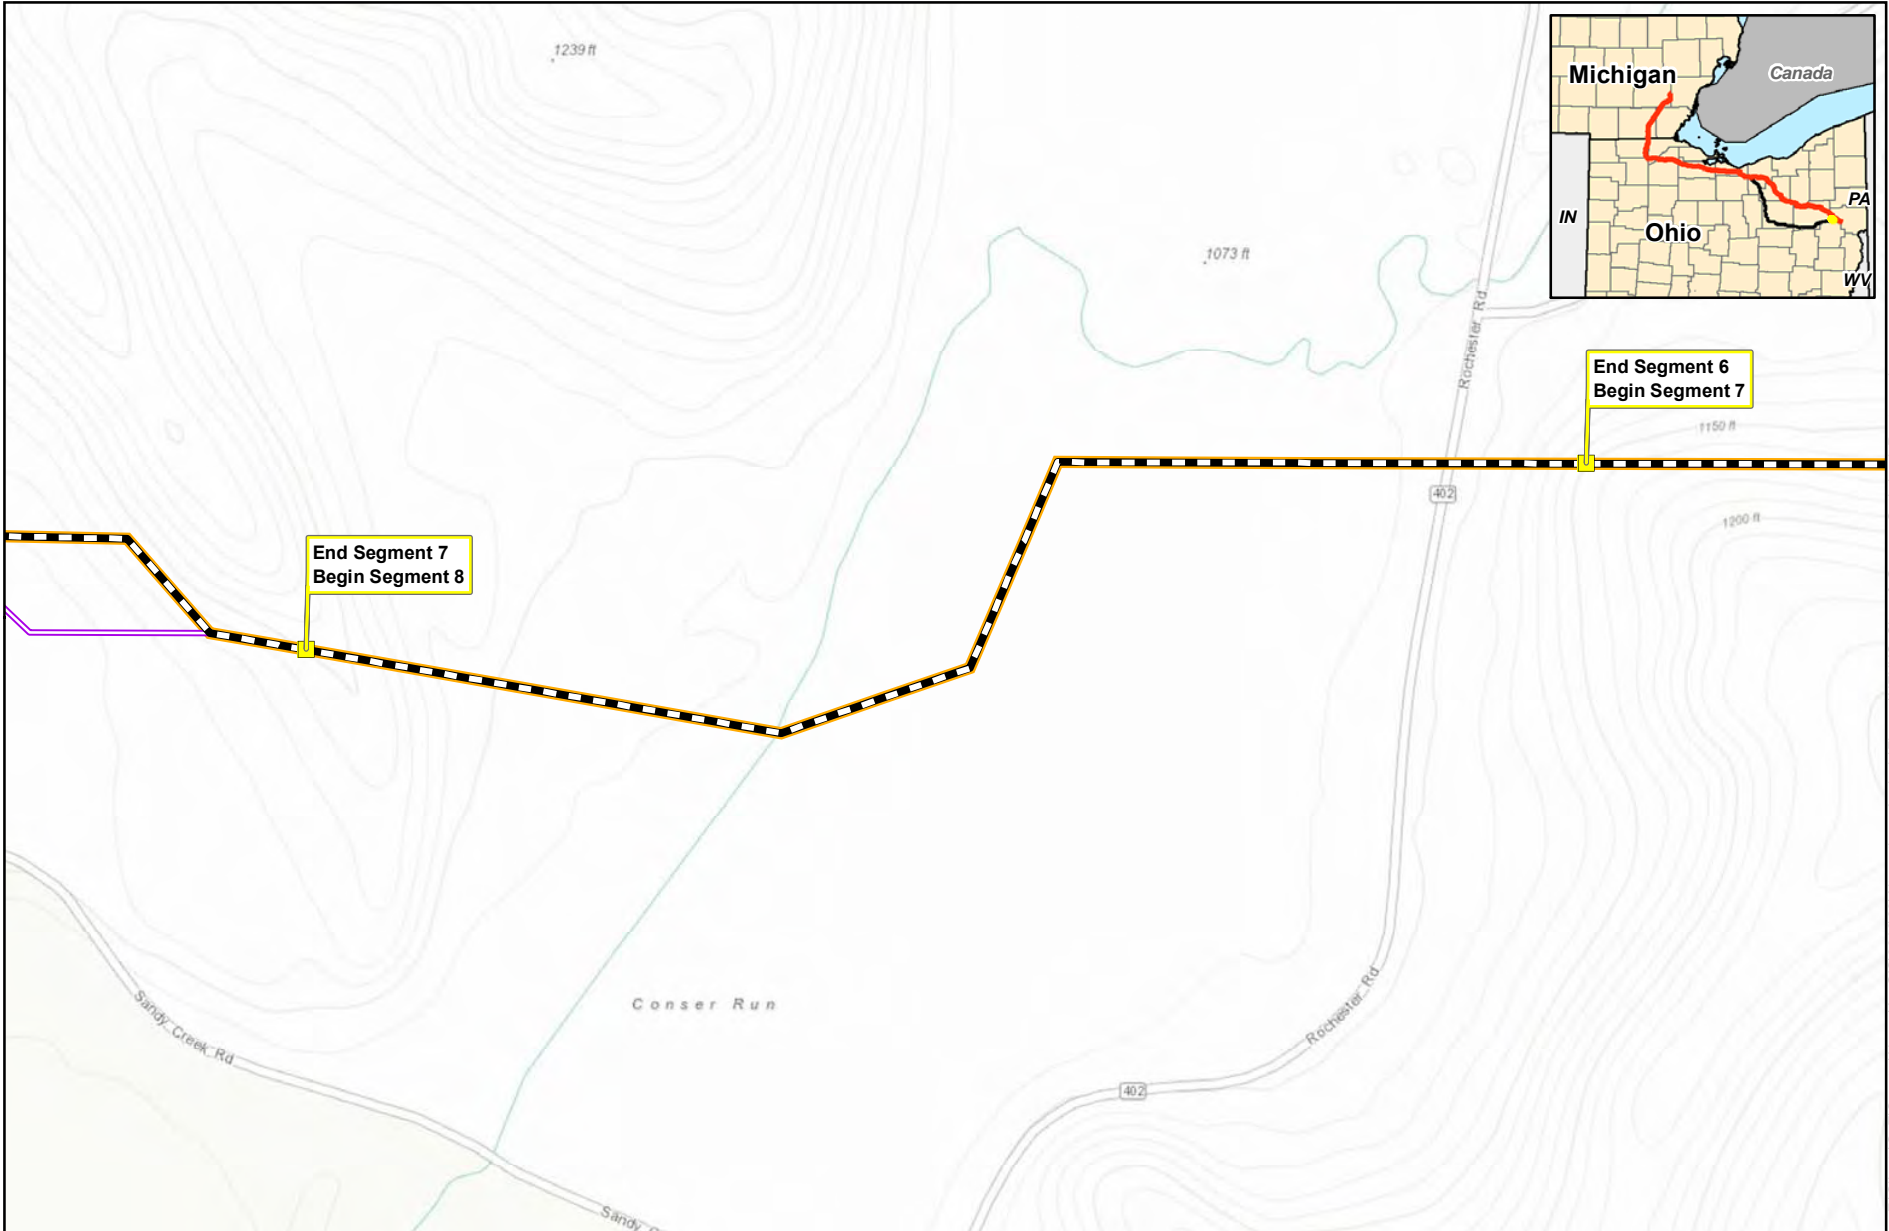 1239 ft
Michigan
Canada
PA
IN
Ohio
WV
1073 ft
Rochester Rd
End Segment 6
Begin Segment 7
1150 ft
402
1200 ft
End Segment 7
Begin Segment 8
Sandy Creek Rd
Conser Run
Rochester Rd
402
Sandy